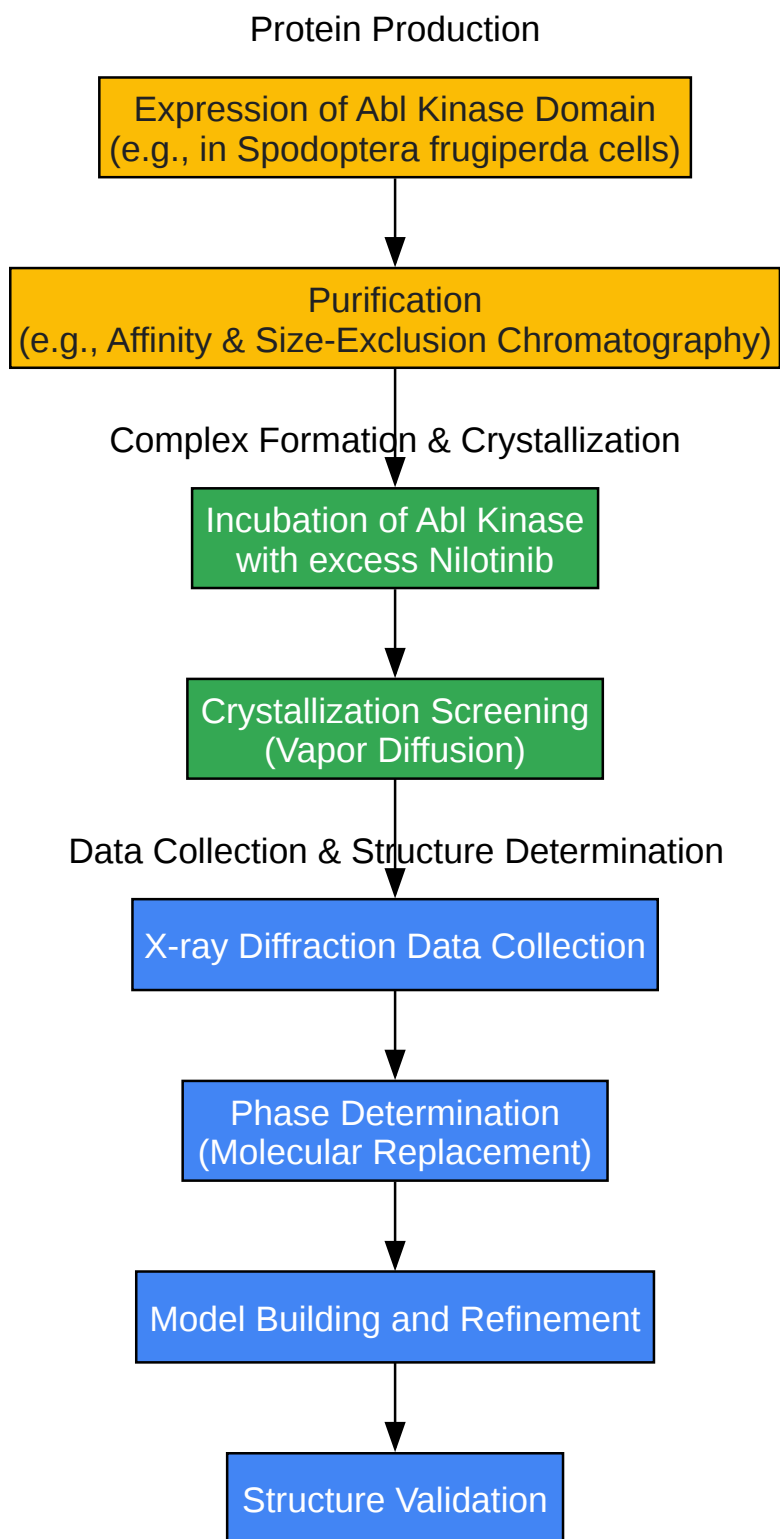 Protein Production
Expression of Abl Kinase Domain
(e.g., in Spodoptera frugiperda cells)
Purification
(e.g., Affinity & Size-Exclusion Chromatography)
Complex Formation & Crystallization
Incubation of Abl Kinase
with excess Nilotinib
Crystallization Screening
(Vapor Diffusion)
Data Collection & Structure Determination
X-ray Diffraction Data Collection
Phase Determination
(Molecular Replacement)
Model Building and Refinement
Structure Validation